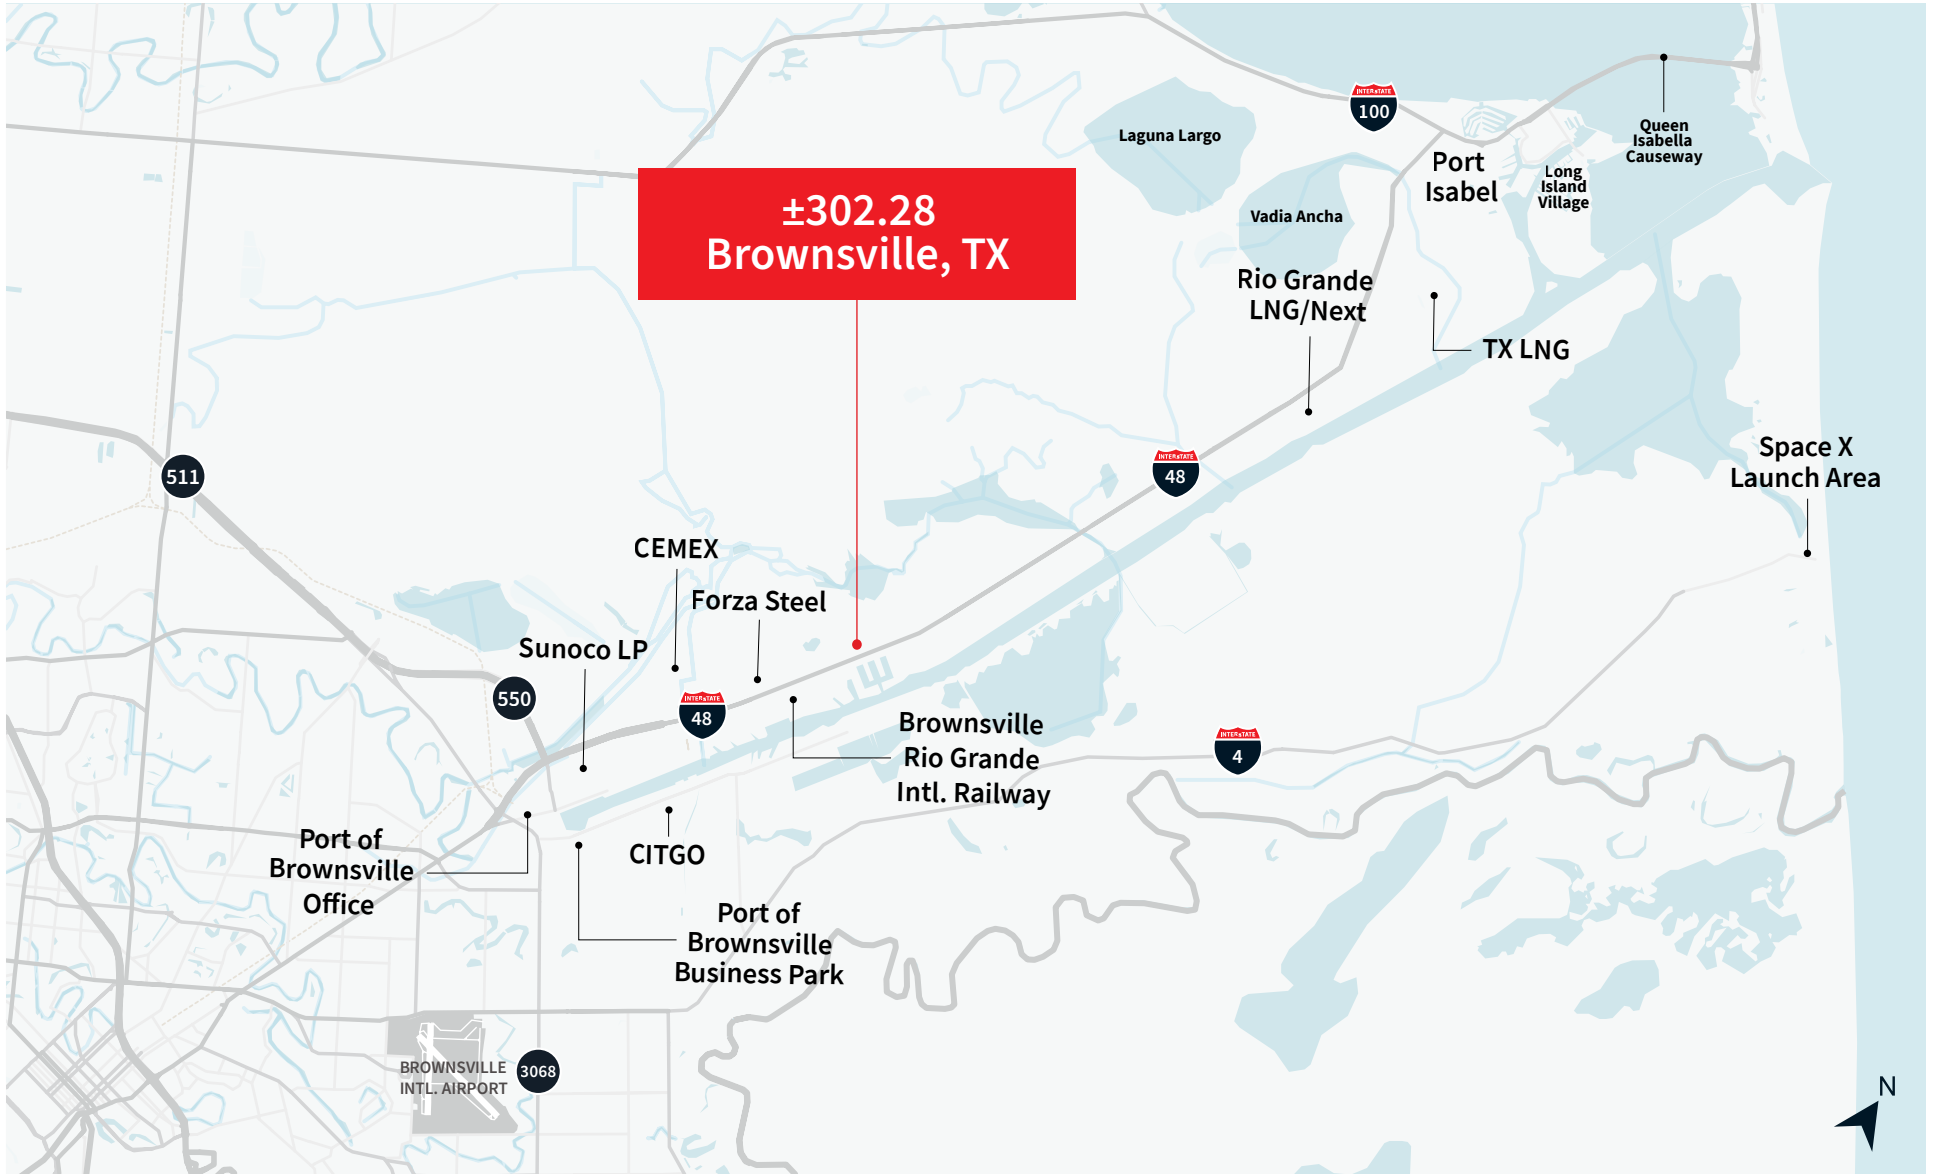 INTERSTATE
100
Laguna Largo
Queen
Isabella
Causeway
Port
Isabel
Long
Island
Village
±302.28
Brownsville, TX
Vadia Ancha
Rio Grande
LNG/Next
TX LNG
Space X
Launch Area
INTERSTATE
48
511
CEMEX
Forza Steel
Sunoco LP
550
INTERSTATE
48
Brownsville
Rio Grande
Intl. Railway
INTERSTATE
4
Port of
Brownsville
Office
CITGO
Port of
Brownsville
Business Park
BROWNSVILLE
INTL. AIRPORT
3068
N